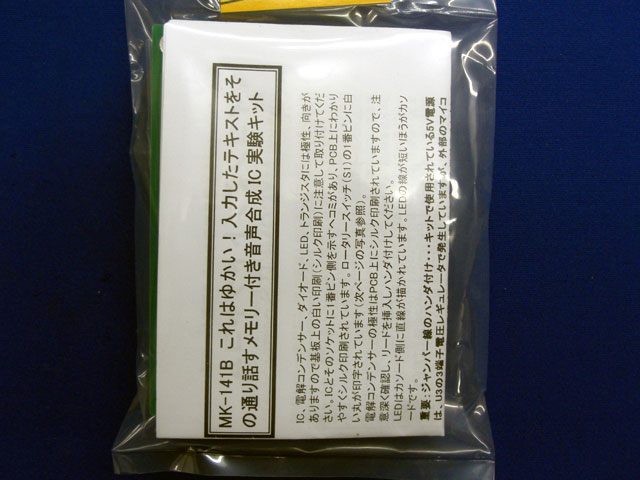 MK-141B これはゆかい！入力したテキストをそ
の通り話すメモリー付き音声合成 IC 実験キット
IC、電解コンデンサー、ダイオード、LED、トランジスタには極性、向きが
ありますので基板上の白い印刷(シルク印刷)に注意して取り付けてくだ
さい。ICとそのソケットに1番ピン側を示すヘコミがあり、PCB上にわかり
やすくシルク印刷されています。ロータリースイッチ(S1)の1番ピンに白
い丸が印字されています(次ページの写真参照)。
電解コンデンサーの極性はPCB上にシルク印刷されていますので、注
意深く確認し、リードを挿入しハンダ付けしてください。
LEDはカソード側に直線が描かれています。LEDの線が短いほうがカソ
ードです。
重要：ジャンパー線のハンダ付け・・・キットで使用されている5V電源
は、U3の3端子電圧レギュレータで発生していますが、外部のマイコ